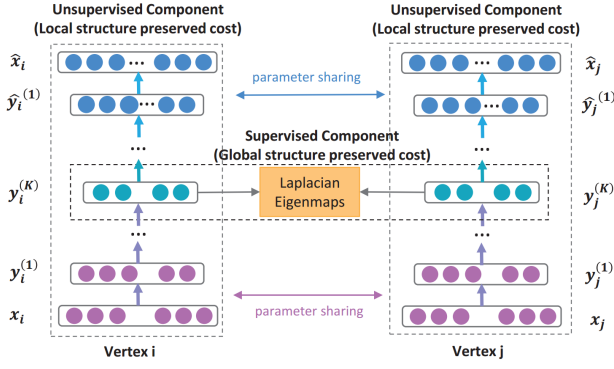 Unsupervised Component
(Local structure preserved cost)
Unsupervised Component
(Local structure preserved cost)
x̂ᵢ
...
x̂ⱼ
...
parameter sharing
ŷᵢ⁽¹⁾
...
ŷⱼ⁽¹⁾
...
...
...
Supervised Component
(Global structure preserved cost)
yᵢ⁽ᴷ⁾
Laplacian
Eigenmaps
yⱼ⁽ᴷ⁾
...
...
yᵢ⁽¹⁾
yⱼ⁽¹⁾
parameter sharing
xᵢ
xⱼ
Vertex i
Vertex j